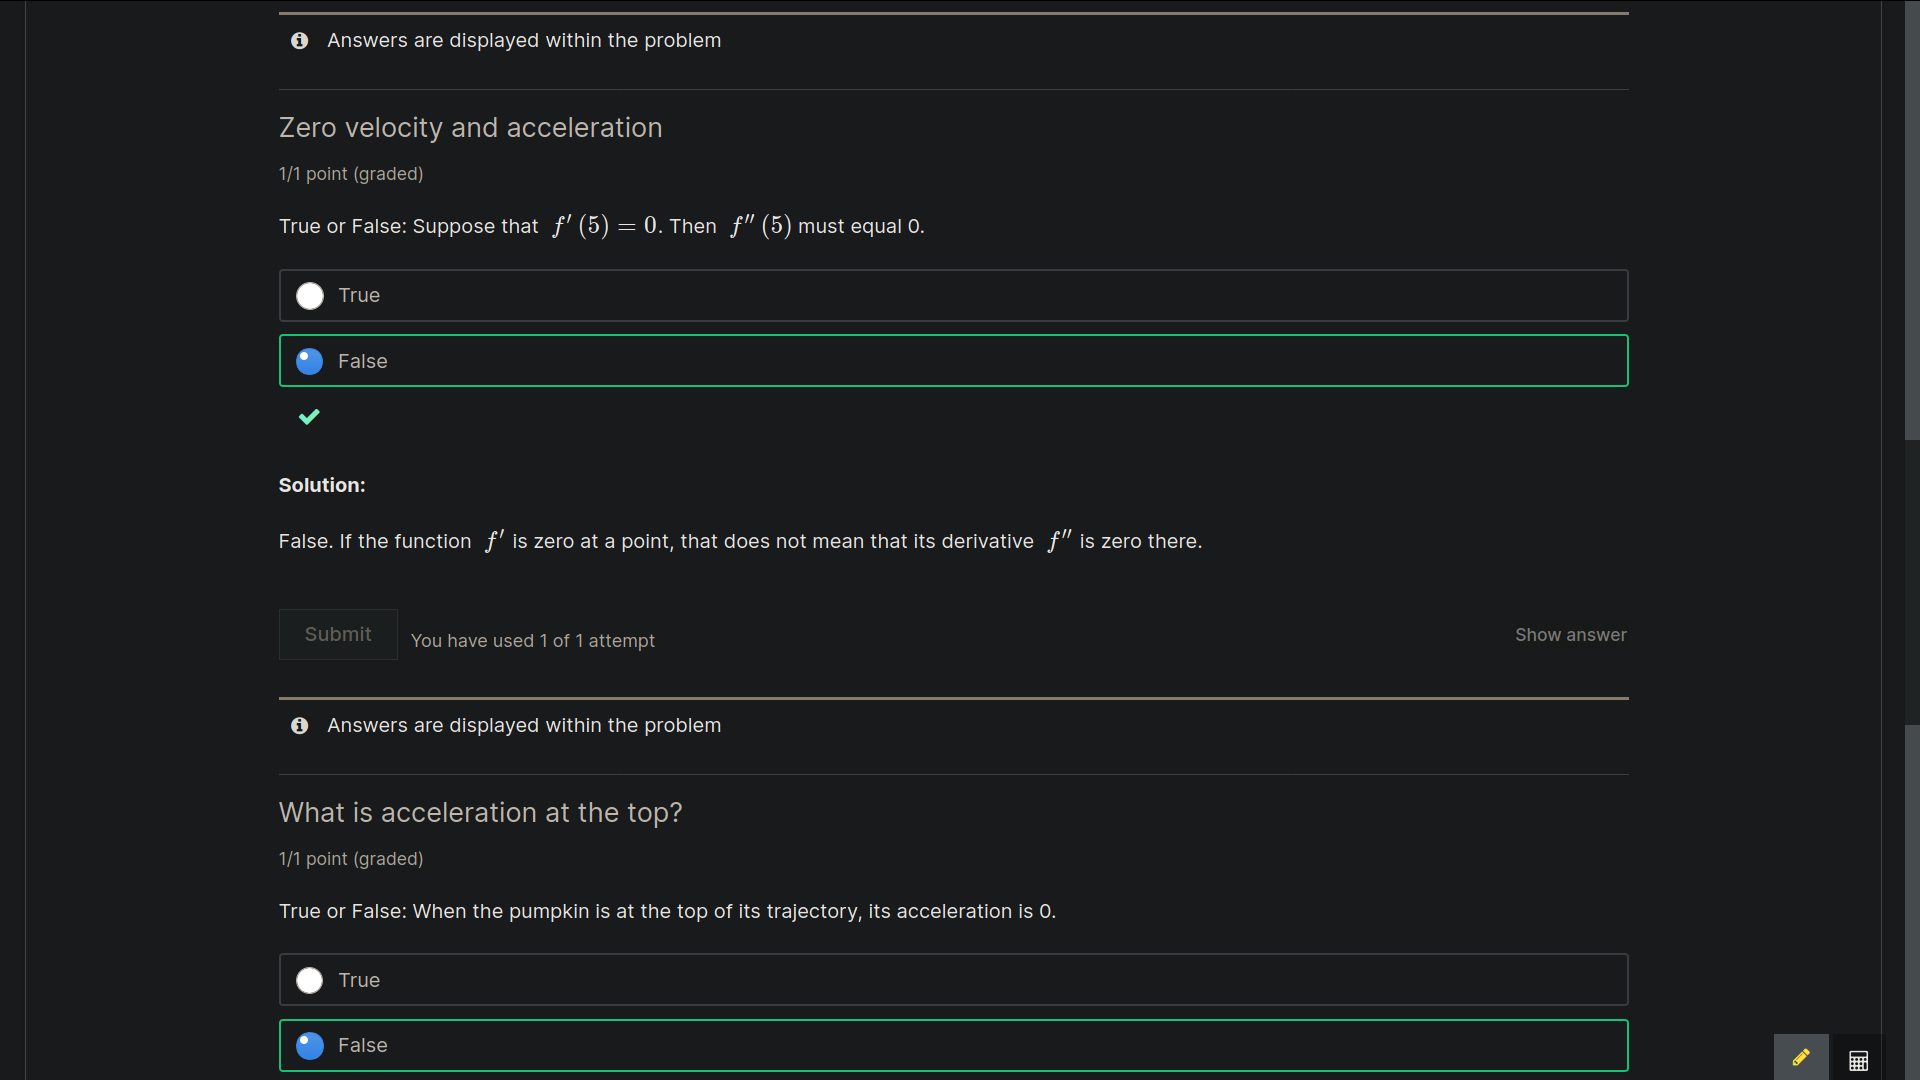 Answers are displayed within the problem
Zero velocity and acceleration
1/1 point (graded)
True or False: Suppose that f′ (5) = 0. Then f″ (5) must equal 0.
True
False
Solution:
False. If the function f′ is zero at a point, that does not mean that its derivative f″ is zero there.
Submit
You have used 1 of 1 attempt
Show answer
Answers are displayed within the problem
What is acceleration at the top?
1/1 point (graded)
True or False: When the pumpkin is at the top of its trajectory, its acceleration is 0.
True
False